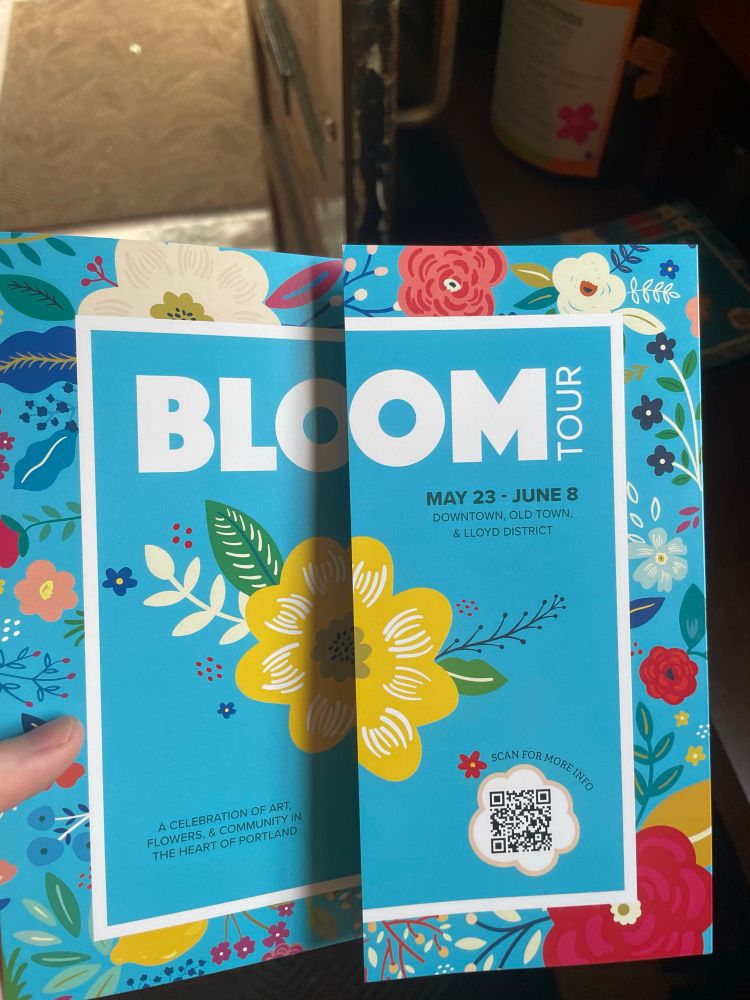 BLOOM TOUR
MAY 23 - JUNE 8
DOWNTOWN, OLD TOWN,
& LLOYD DISTRICT
SCAN FOR MORE INFO
A CELEBRATION OF ART,
FLOWERS, & COMMUNITY IN
THE HEART OF PORTLAND